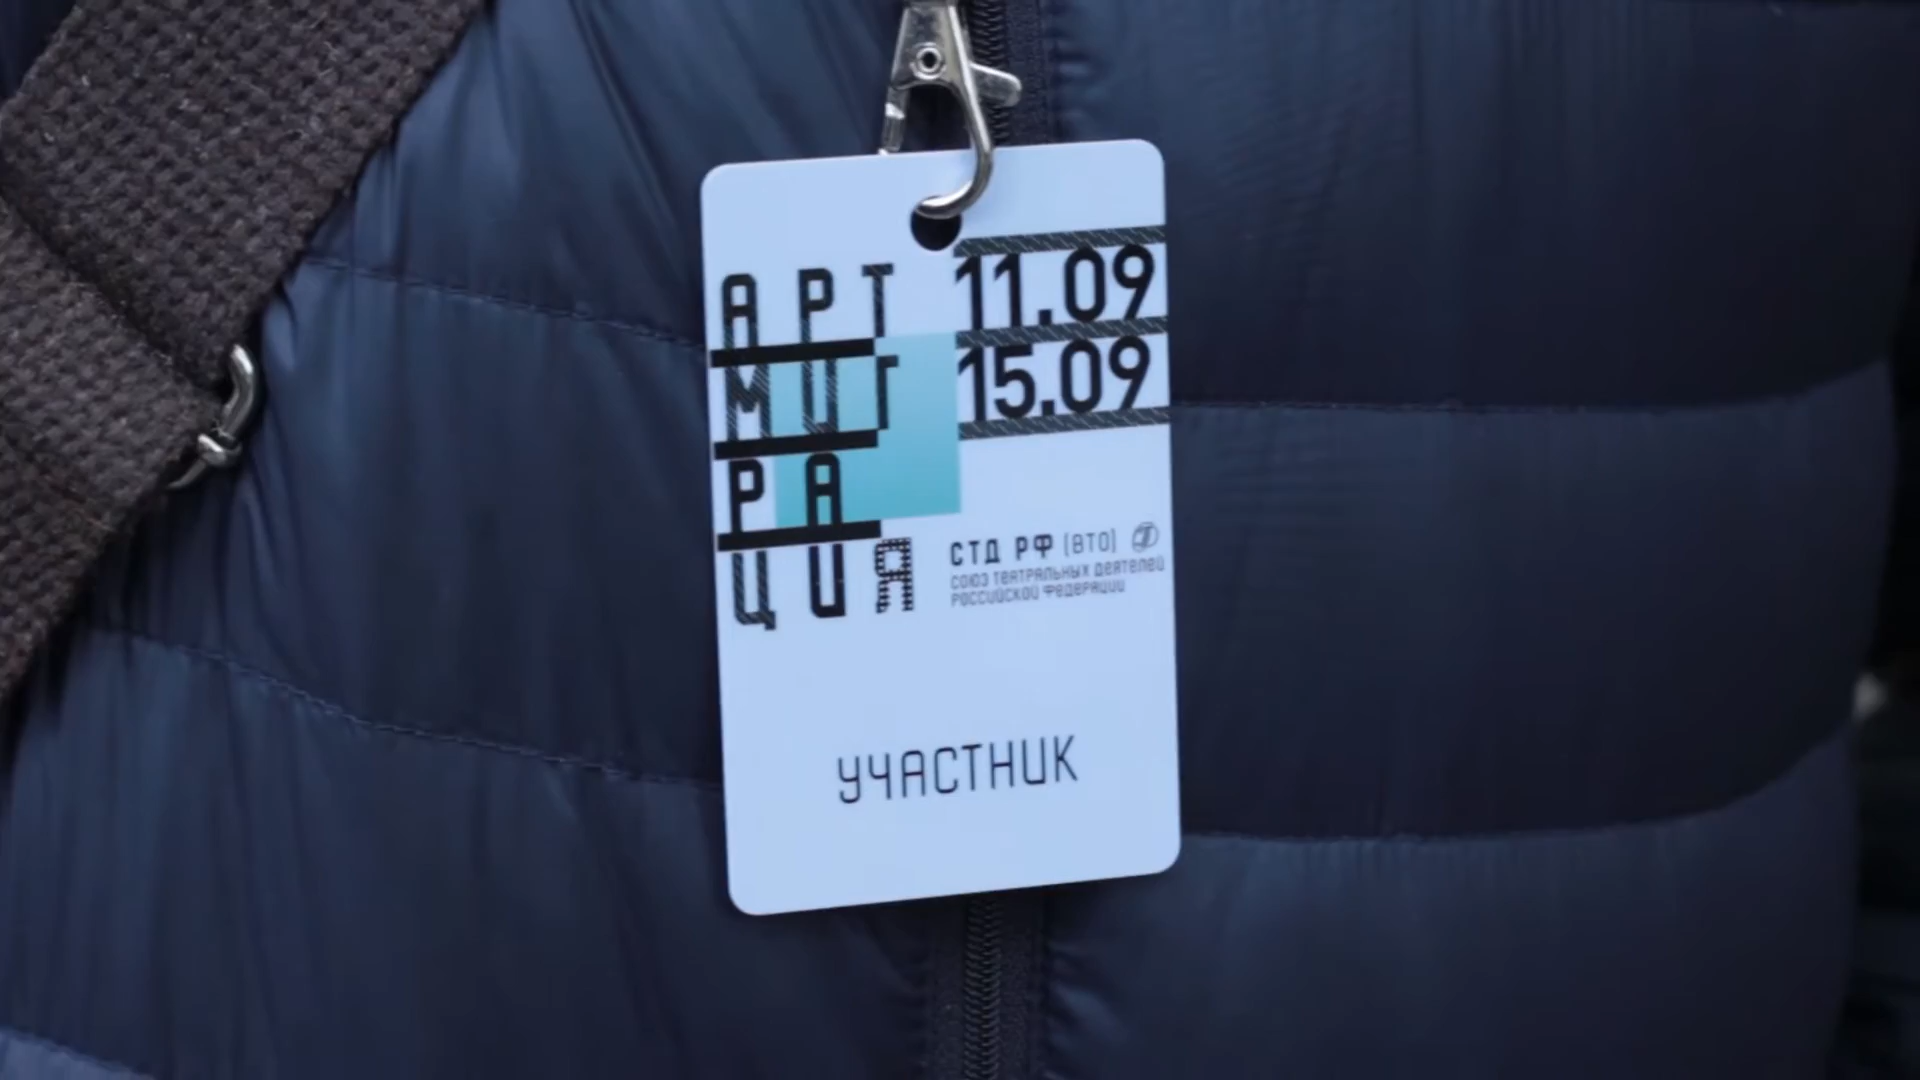 АРТ
МИГ
РА
ЦИЯ
11.09
15.09
СТД РФ (ВТО)
СОЮЗ ТЕАТРАЛЬНЫХ ДЕЯТЕЛЕЙ
РОССИЙСКОЙ ФЕДЕРАЦИИ
УЧАСТНИК